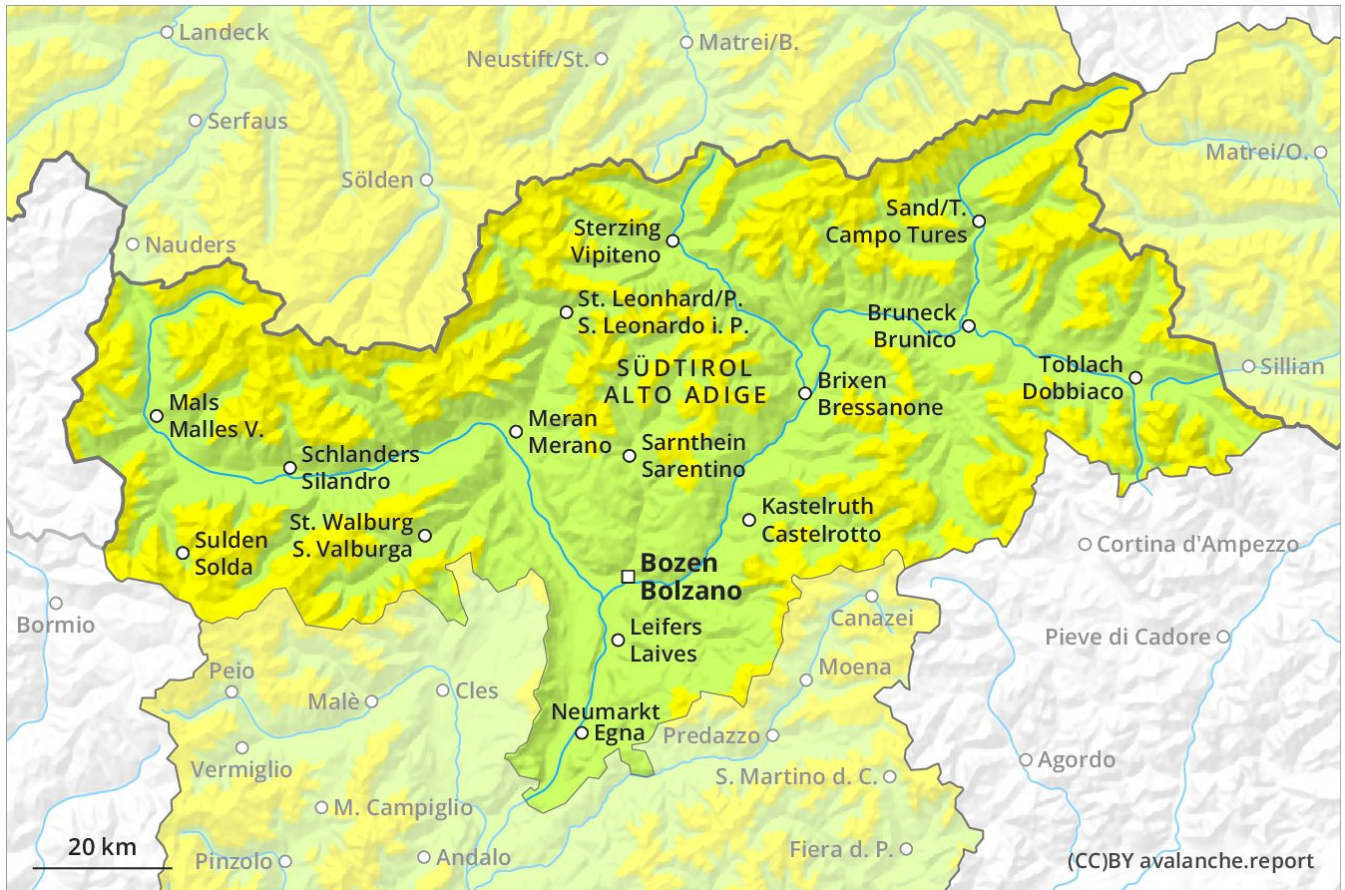 Landeck
Matrei/B.
Neustift/St.
Serfaus
Matrei/O.
Sölden
Sand/T.
Campo Tures
Nauders
Sterzing
Vipiteno
St. Leonhard/P.
S. Leonardo i. P.
Bruneck
Brunico
SÜDTIROL
ALTO ADIGE
Toblach
Dobbiaco
Sillian
Brixen
Bressanone
Mals
Malles V.
Meran
Merano
Sarnthein
Sarentino
Schlanders
Silandro
Kastelruth
Castelrotto
St. Walburg
S. Valburga
Sulden
Solda
Cortina d'Ampezzo
Bozen
Bolzano
Bormio
Canazei
Leifers
Laives
Pieve di Cadore
Peio
Moena
Malè
Cles
Neumarkt
Egna
Predazzo
Vermiglio
Agordo
S. Martino d. C.
M. Campiglio
20 km
Pinzolo
Andalo
Fiera d. P.
(CC)BY avalanche.report